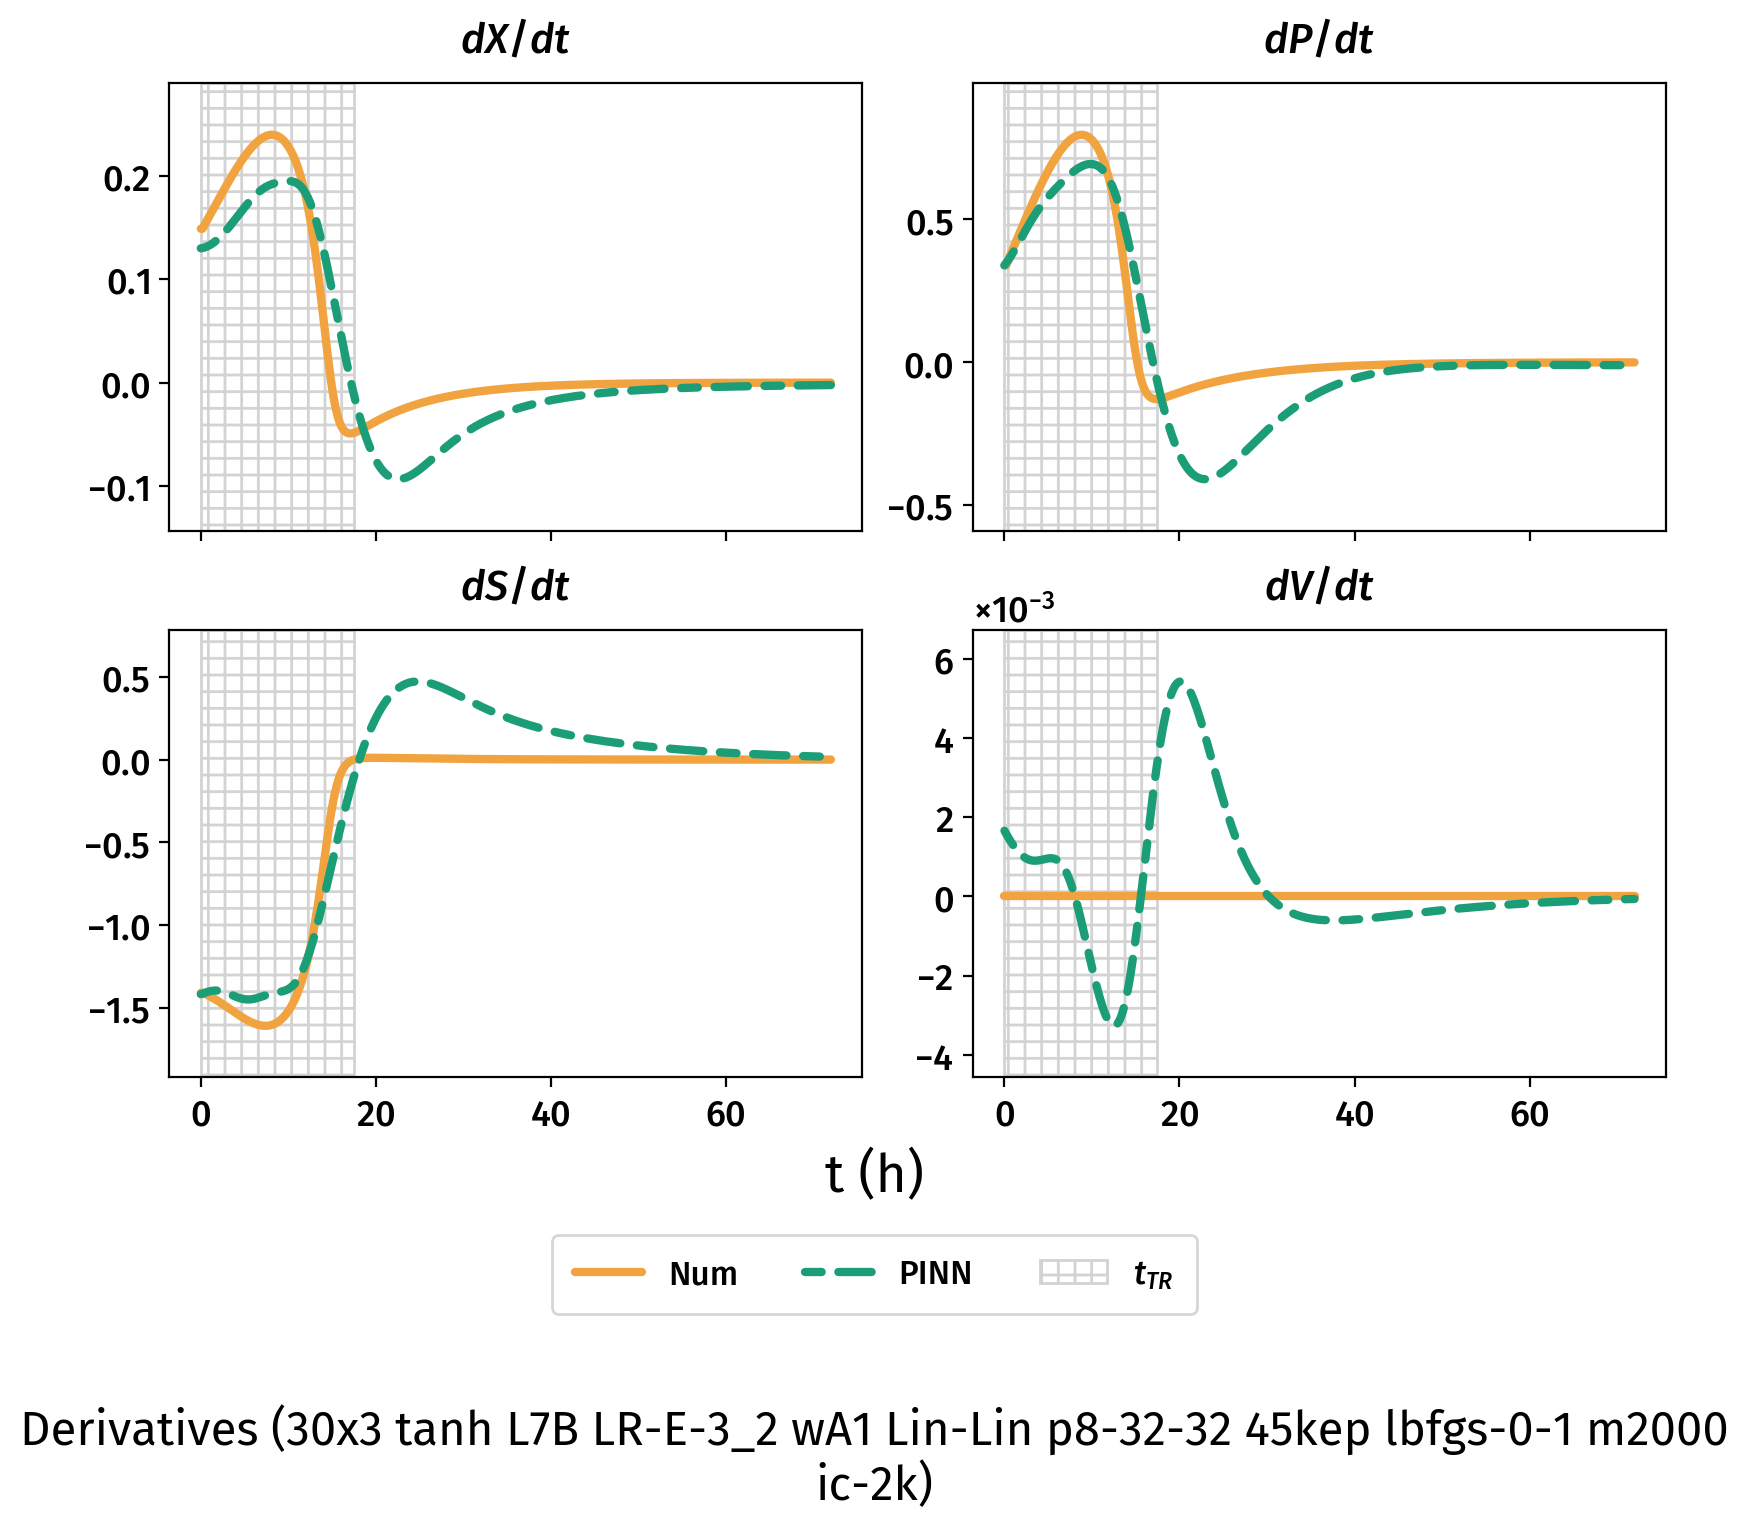 dX/dt
dP/dt
0.2
0.1
0.0
−0.1
0.5
0.0
−0.5
dS/dt
dV/dt
×10⁻³
0.5
0.0
−0.5
−1.0
−1.5
6
4
2
0
−2
−4
0 20 40 60
0 20 40 60
t (h)
Num PINN t_TR
Derivatives (30x3 tanh L7B LR-E-3_2 wA1 Lin-Lin p8-32-32 45kep lbfgs-0-1 m2000
ic-2k)